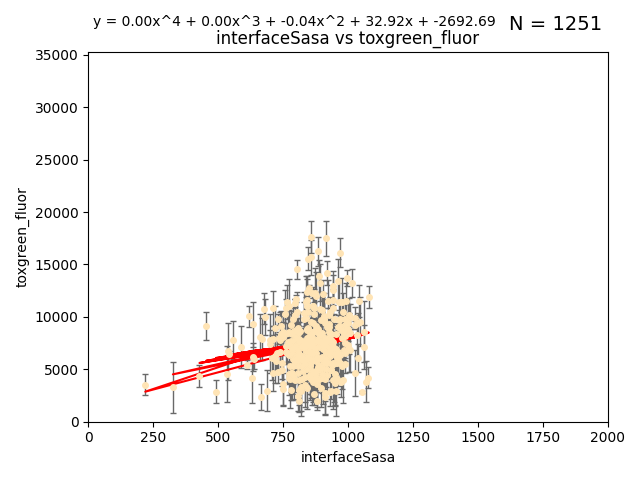 y = 0.00x^4 + 0.00x^3 + -0.04x^2 + 32.92x + -2692.69
N = 1251
interfaceSasa vs toxgreen_fluor
35000
30000
25000
20000
15000
10000
5000
0
toxgreen_fluor
0 250 500 750 1000 1250 1500 1750 2000
interfaceSasa